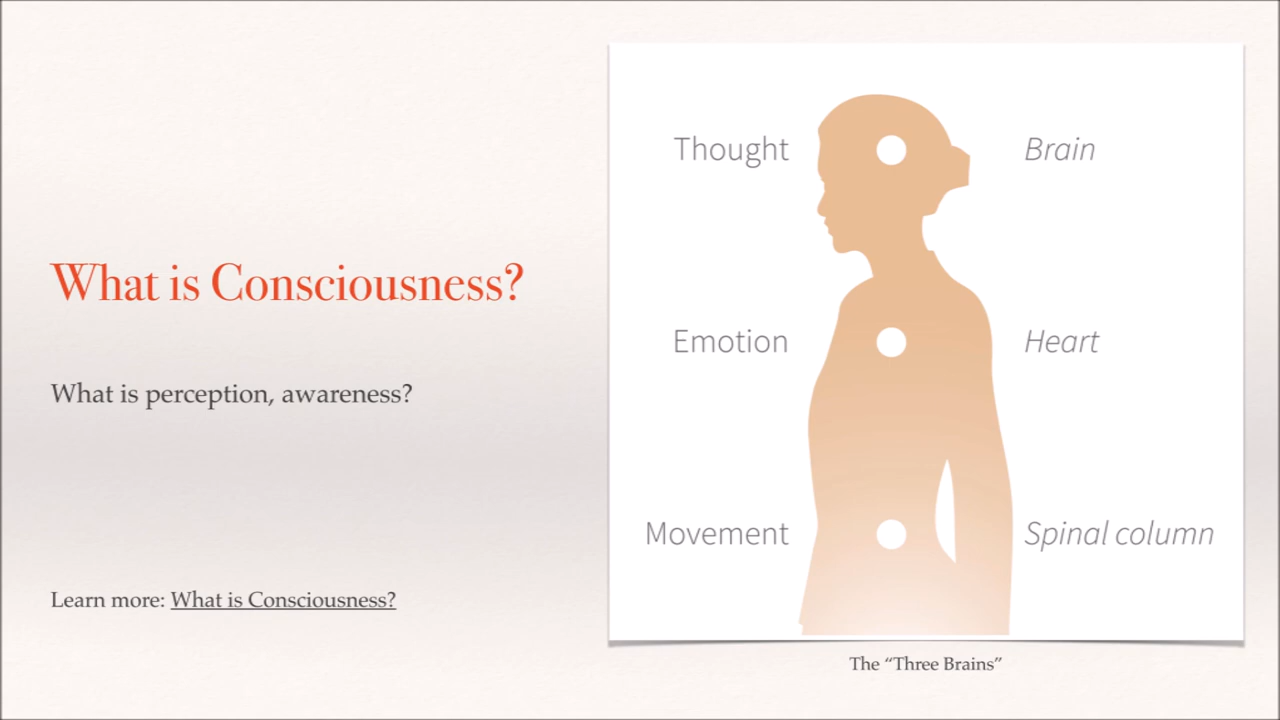 What is Consciousness?
What is perception, awareness?
Learn more: What is Consciousness?
Thought
Brain
Emotion
Heart
Movement
Spinal column
The “Three Brains”